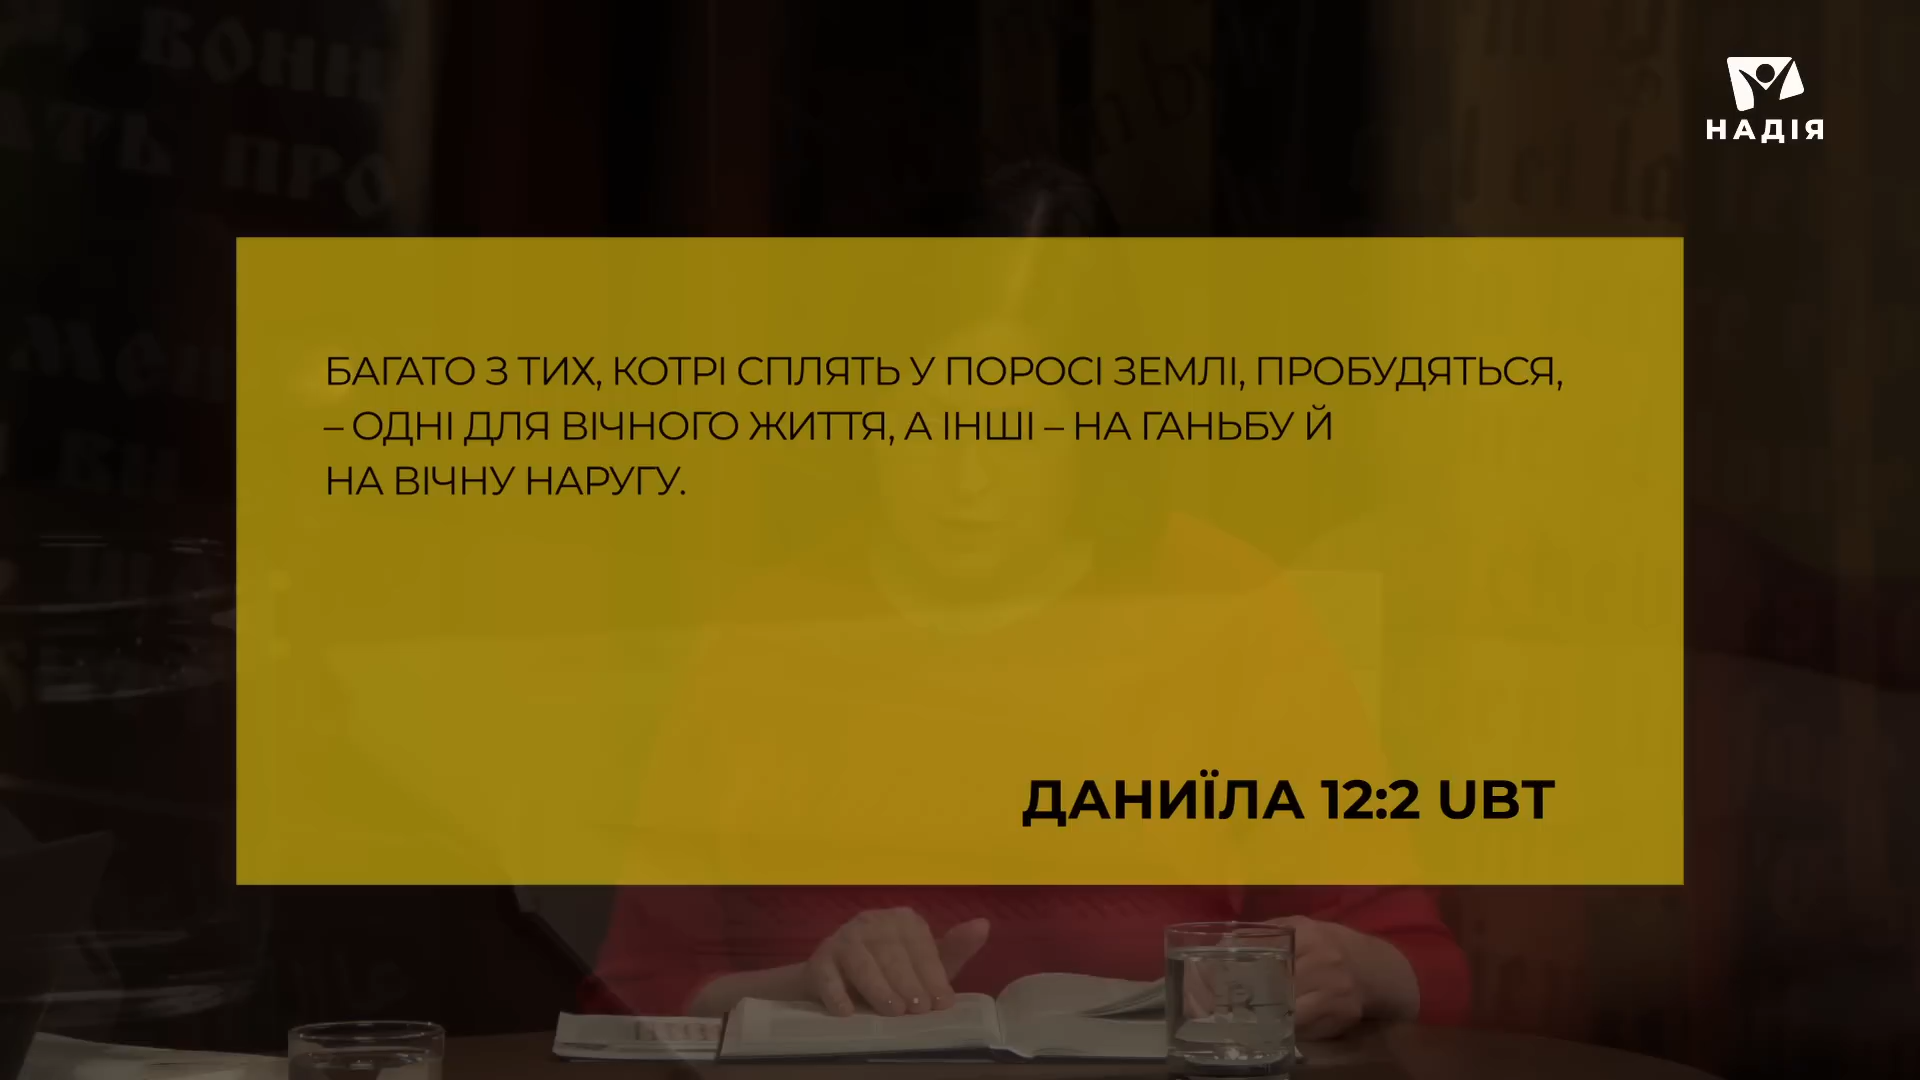 НАДІЯ
БАГАТО З ТИХ, КОТРІ СПЛЯТЬ У ПОРОСІ ЗЕМЛІ, ПРОБУДЯТЬСЯ,
– ОДНІ ДЛЯ ВІЧНОГО ЖИТТЯ, А ІНШІ – НА ГАНЬБУ Й
НА ВІЧНУ НАРУГУ.
ДАНИЇЛА 12:2 UBT